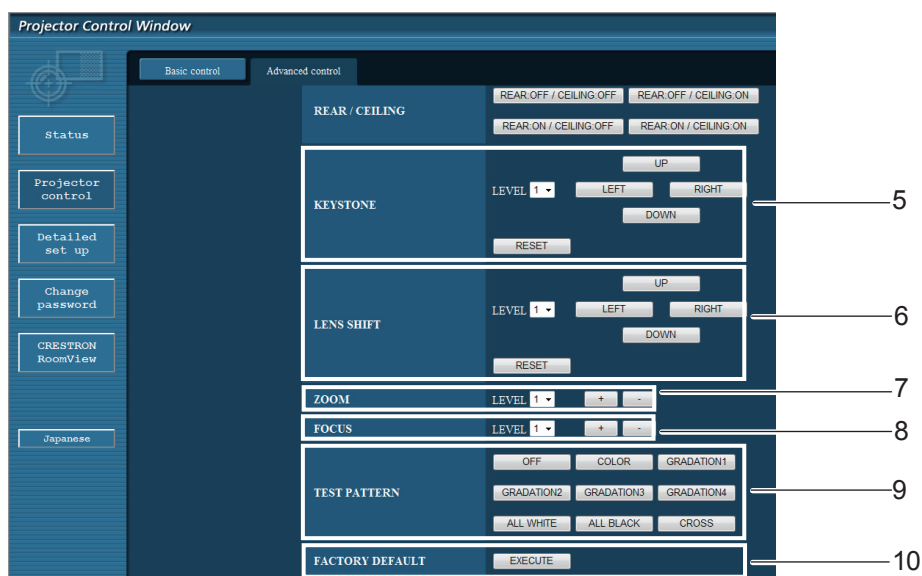 Projector Control Window
Basic control
Advanced control
Status
Projector
control
Detailed
set up
Change
password
CRESTRON
RoomView
Japanese
REAR / CEILING
REAR:OFF / CEILING:OFF
REAR:OFF / CEILING:ON
REAR:ON / CEILING:OFF
REAR:ON / CEILING:ON
KEYSTONE
LEVEL 1
UP
LEFT
RIGHT
DOWN
RESET
5
LENS SHIFT
LEVEL 1
UP
LEFT
RIGHT
DOWN
RESET
6
ZOOM
LEVEL 1
+
-
7
FOCUS
LEVEL 1
+
-
8
TEST PATTERN
OFF
COLOR
GRADATION1
GRADATION2
GRADATION3
GRADATION4
ALL WHITE
ALL BLACK
CROSS
9
FACTORY DEFAULT
EXECUTE
10